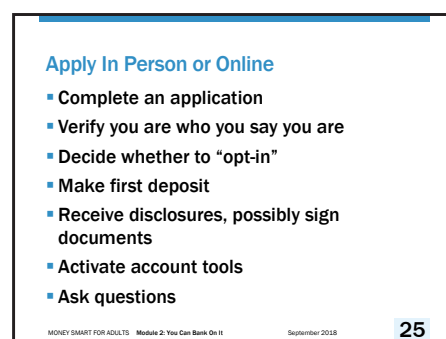 Apply In Person or Online
▪ Complete an application
▪ Verify you are who you say you are
▪ Decide whether to “opt-in”
▪ Make first deposit
▪ Receive disclosures, possibly sign
documents
▪ Activate account tools
▪ Ask questions
MONEY SMART FOR ADULTS Module 2: You Can Bank On It September 2018 25